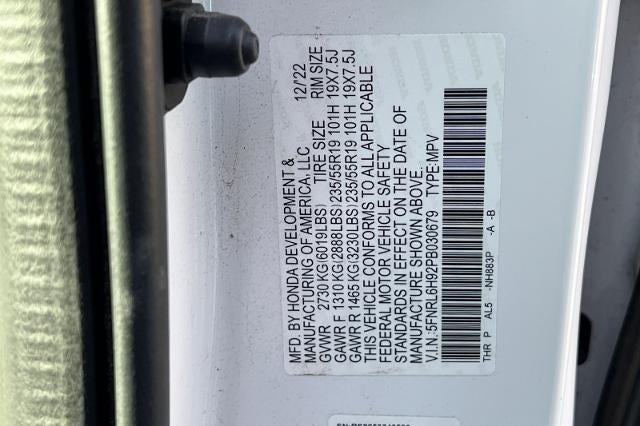 MFD. BY HONDA DEVELOPMENT &
MANUFACTURING OF AMERICA, LLC 12/'22
GVWR 2730 KG(6019LBS) TIRE SIZE RIM SIZE
GAWR F 1310 KG(2888LBS) 235/55R19 101H 19X7.5J
GAWR R 1465 KG(3230LBS) 235/55R19 101H 19X7.5J
THIS VEHICLE CONFORMS TO ALL APPLICABLE
FEDERAL MOTOR VEHICLE SAFETY
STANDARDS IN EFFECT ON THE DATE OF
MANUFACTURE SHOWN ABOVE.
V.I.N.:5FNRL6H92PB030679 TYPE:MPV
THR P AL5 -NH883P -A -B